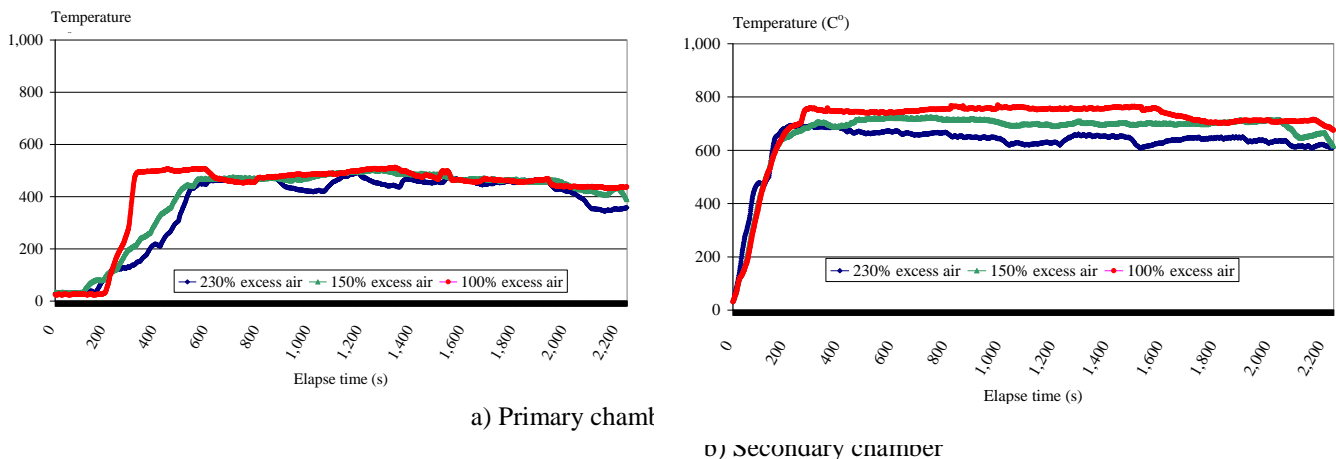 Temperature
1,000
800
600
400
200
0
230% excess air 150% excess air 100% excess air
0 200 400 600 800 1,000 1,200 1,400 1,600 1,800 2,000 2,200
Elapse time (s)
a) Primary chamb
Temperature (C°)
1,000
800
600
400
200
0
230% excess air 150% excess air 100% excess air
0 200 400 600 800 1,000 1,200 1,400 1,600 1,800 2,000 2,200
Elapse time (s)
b) Secondary chamber